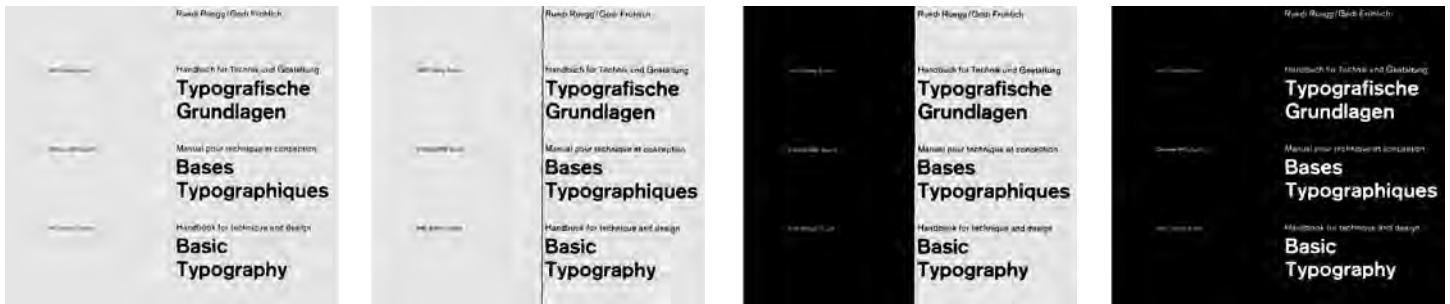 Ruedi Rüegg/Godi Fröhlich
Handbuch für Technik und Gestaltung
Typografische
Grundlagen
Manuel pour technique et conception
Bases
Typographiques
Handbook for technique and design
Basic
Typography
Ruedi Rüegg/Godi Fröhlich
Handbuch für Technik und Gestaltung
Typografische
Grundlagen
Manuel pour technique et conception
Bases
Typographiques
Handbook for technique and design
Basic
Typography
Ruedi Rüegg/Godi Fröhlich
Handbuch für Technik und Gestaltung
Typografische
Grundlagen
Manuel pour technique et conception
Bases
Typographiques
Handbook for technique and design
Basic
Typography
Ruedi Rüegg/Godi Fröhlich
Handbuch für Technik und Gestaltung
Typografische
Grundlagen
Manuel pour technique et conception
Bases
Typographiques
Handbook for technique and design
Basic
Typography